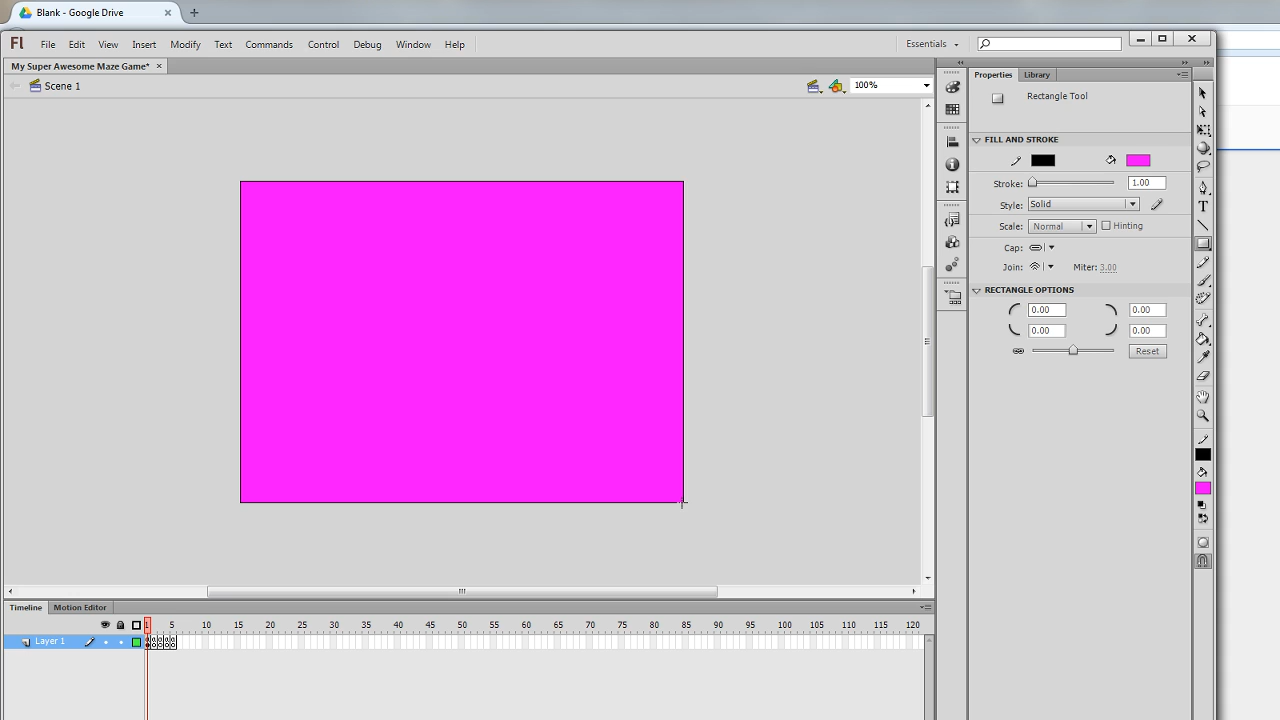 Blank - Google Drive × +
Fl File Edit View Insert Modify Text Commands Control Debug Window Help Essentials
My Super Awesome Maze Game* ×
Scene 1 100%
Properties Library
Rectangle Tool
FILL AND STROKE
Stroke: 1.00
Style: Solid
Scale: Normal Hinting
Cap:
Join: Miter: 3.00
RECTANGLE OPTIONS
0.00 0.00
0.00 0.00
Reset
Timeline Motion Editor
1 5 10 15 20 25 30 35 40 45 50 55 60 65 70 75 80 85 90 95 100 105 110 115 120
Layer 1